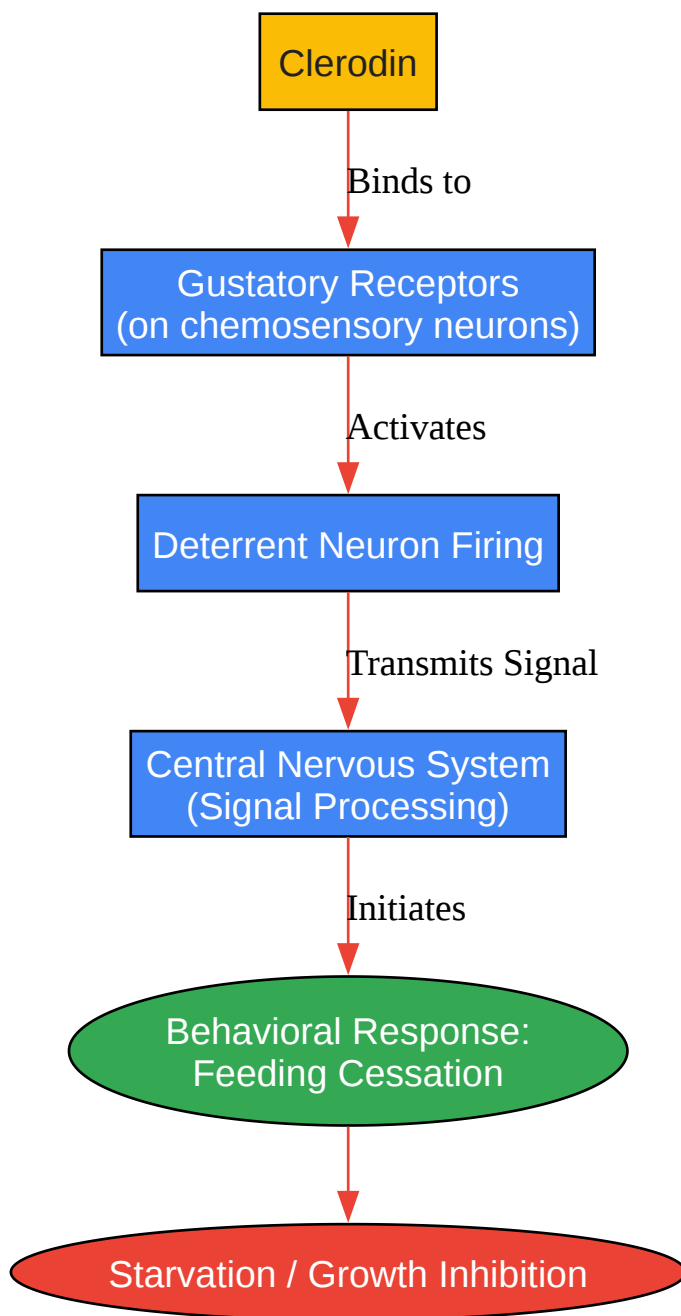 Clerodin
Binds to
Gustatory Receptors
(on chemosensory neurons)
Activates
Deterrent Neuron Firing
Transmits Signal
Central Nervous System
(Signal Processing)
Initiates
Behavioral Response:
Feeding Cessation
Starvation / Growth Inhibition